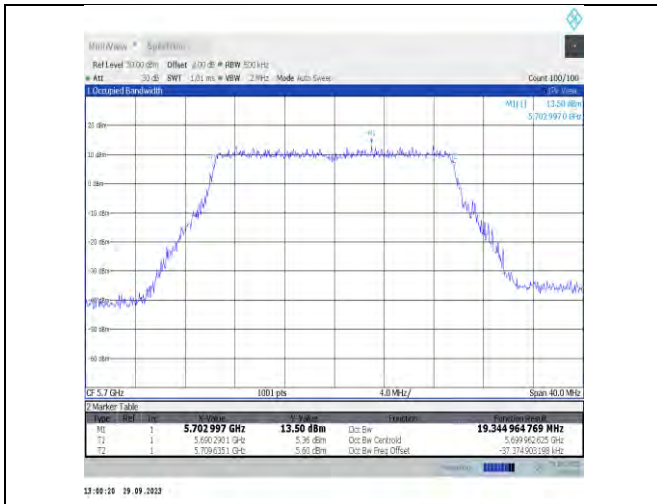 MultiView Spectrum
Ref Level 30.00 dBm Offset 2.00 dB RBW 500 kHz
Att 30 dB SWT 1.01 ms VBW 2 MHz Mode Auto Sweep Count 100/100
1 Occupied Bandwidth
M1[1] 13.50 dBm
5.702 997 0 GHz
M1
20 dBm
10 dBm
0 dBm
-10 dBm
-20 dBm
-30 dBm
-40 dBm
-50 dBm
-60 dBm
CF 5.7 GHz 1001 pts 4.0 MHz/ Span 40.0 MHz
2 Marker Table
Type Ref Trc X-Value Y-Value Function Function Result
M1 1 5.702 997 GHz 13.50 dBm Occ Bw 19.344 964 769 MHz
T1 1 5.690 2901 GHz 5.36 dBm Occ Bw Centroid 5.699 962 625 GHz
T2 1 5.709 6351 GHz 5.60 dBm Occ Bw Freq Offset -37.374 903 198 kHz
13:00:20 29.09.2023